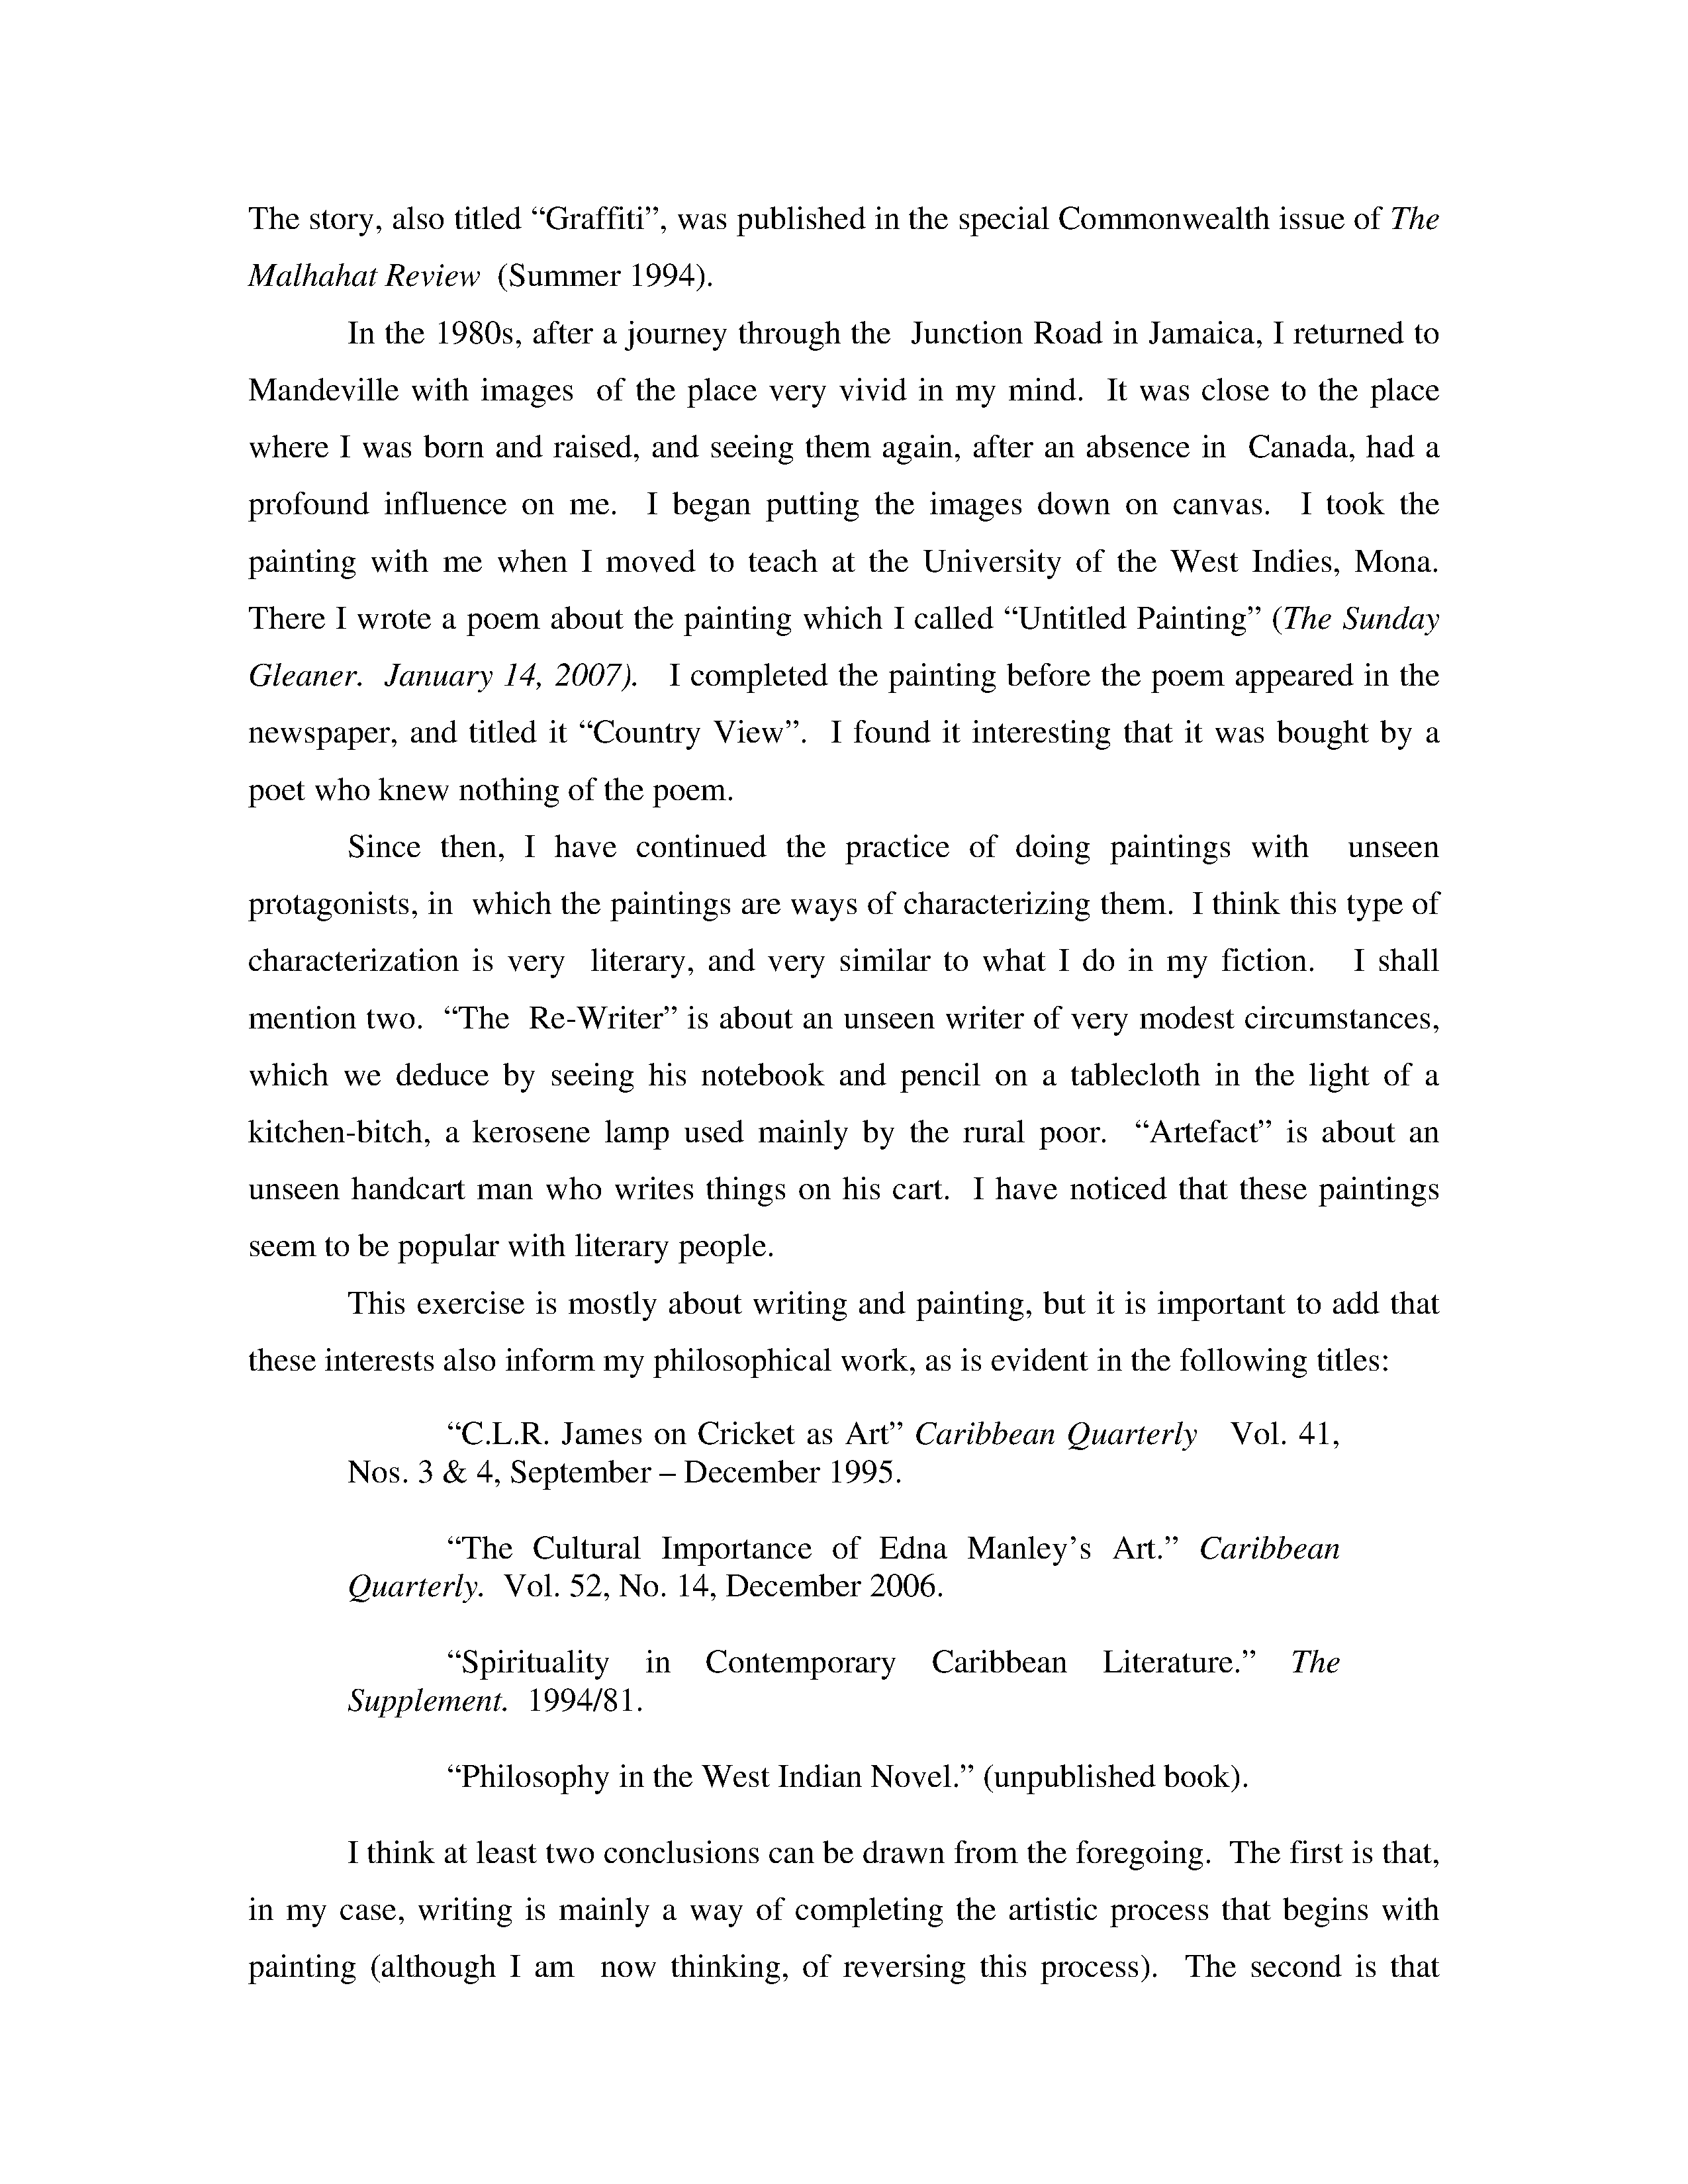 The story, also titled “Graffiti”, was published in the special Commonwealth issue of The
Malhahat Review (Summer 1994).
In the 1980s, after a journey through the Junction Road in Jamaica, I returned to
Mandeville with images of the place very vivid in my mind. It was close to the place
where I was born and raised, and seeing them again, after an absence in Canada, had a
profound influence on me. I began putting the images down on canvas. I took the
painting with me when I moved to teach at the University of the West Indies, Mona.
There I wrote a poem about the painting which I called “Untitled Painting” (The Sunday
Gleaner. January 14, 2007). I completed the painting before the poem appeared in the
newspaper, and titled it “Country View”. I found it interesting that it was bought by a
poet who knew nothing of the poem.
Since then, I have continued the practice of doing paintings with unseen
protagonists, in which the paintings are ways of characterizing them. I think this type of
characterization is very literary, and very similar to what I do in my fiction. I shall
mention two. “The Re-Writer” is about an unseen writer of very modest circumstances,
which we deduce by seeing his notebook and pencil on a tablecloth in the light of a
kitchen-bitch, a kerosene lamp used mainly by the rural poor. “Artefact” is about an
unseen handcart man who writes things on his cart. I have noticed that these paintings
seem to be popular with literary people.
This exercise is mostly about writing and painting, but it is important to add that
these interests also inform my philosophical work, as is evident in the following titles:
“C.L.R. James on Cricket as Art” Caribbean Quarterly Vol. 41,
Nos. 3 & 4, September – December 1995.
“The Cultural Importance of Edna Manley’s Art.” Caribbean
Quarterly. Vol. 52, No. 14, December 2006.
“Spirituality in Contemporary Caribbean Literature.” The
Supplement. 1994/81.
“Philosophy in the West Indian Novel.” (unpublished book).
I think at least two conclusions can be drawn from the foregoing. The first is that,
in my case, writing is mainly a way of completing the artistic process that begins with
painting (although I am now thinking, of reversing this process). The second is that